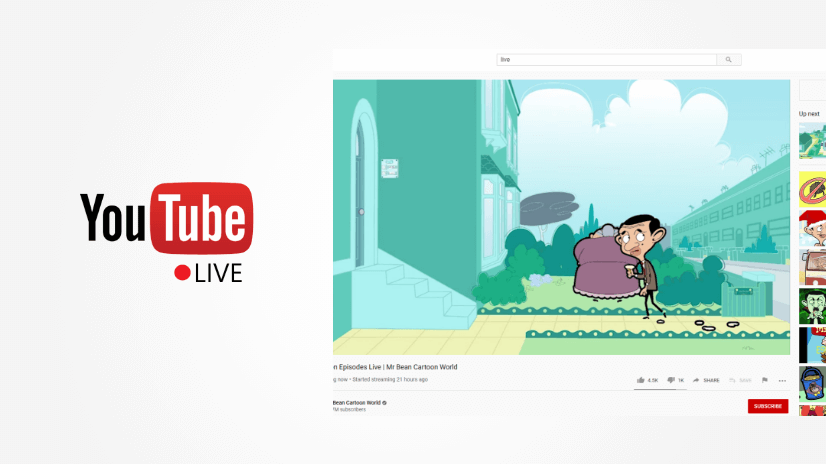 YouTube
LIVE
live
Up next
n Episodes Live | Mr Bean Cartoon World
g now • Started streaming 21 hours ago
4.5K 1K SHARE SAVE
Bean Cartoon World
M subscribers
SUBSCRIBE